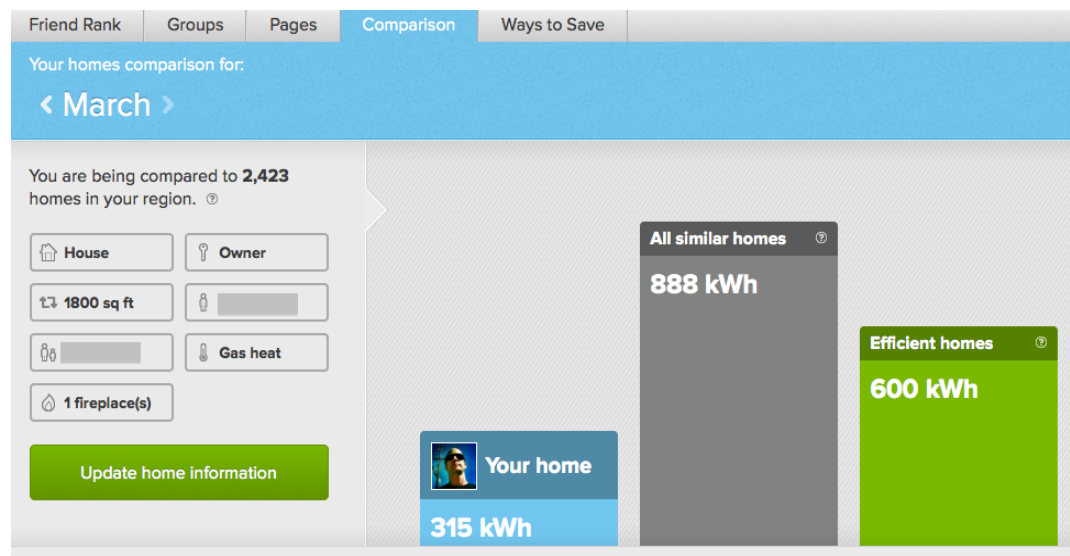 Friend Rank
Groups
Pages
Comparison
Ways to Save
Your homes comparison for:
March
You are being compared to 2,423
homes in your region. ?
House
Owner
1800 sq ft
Gas heat
1 fireplace(s)
Update home information
Your home
315 kWh
All similar homes ?
888 kWh
Efficient homes ?
600 kWh